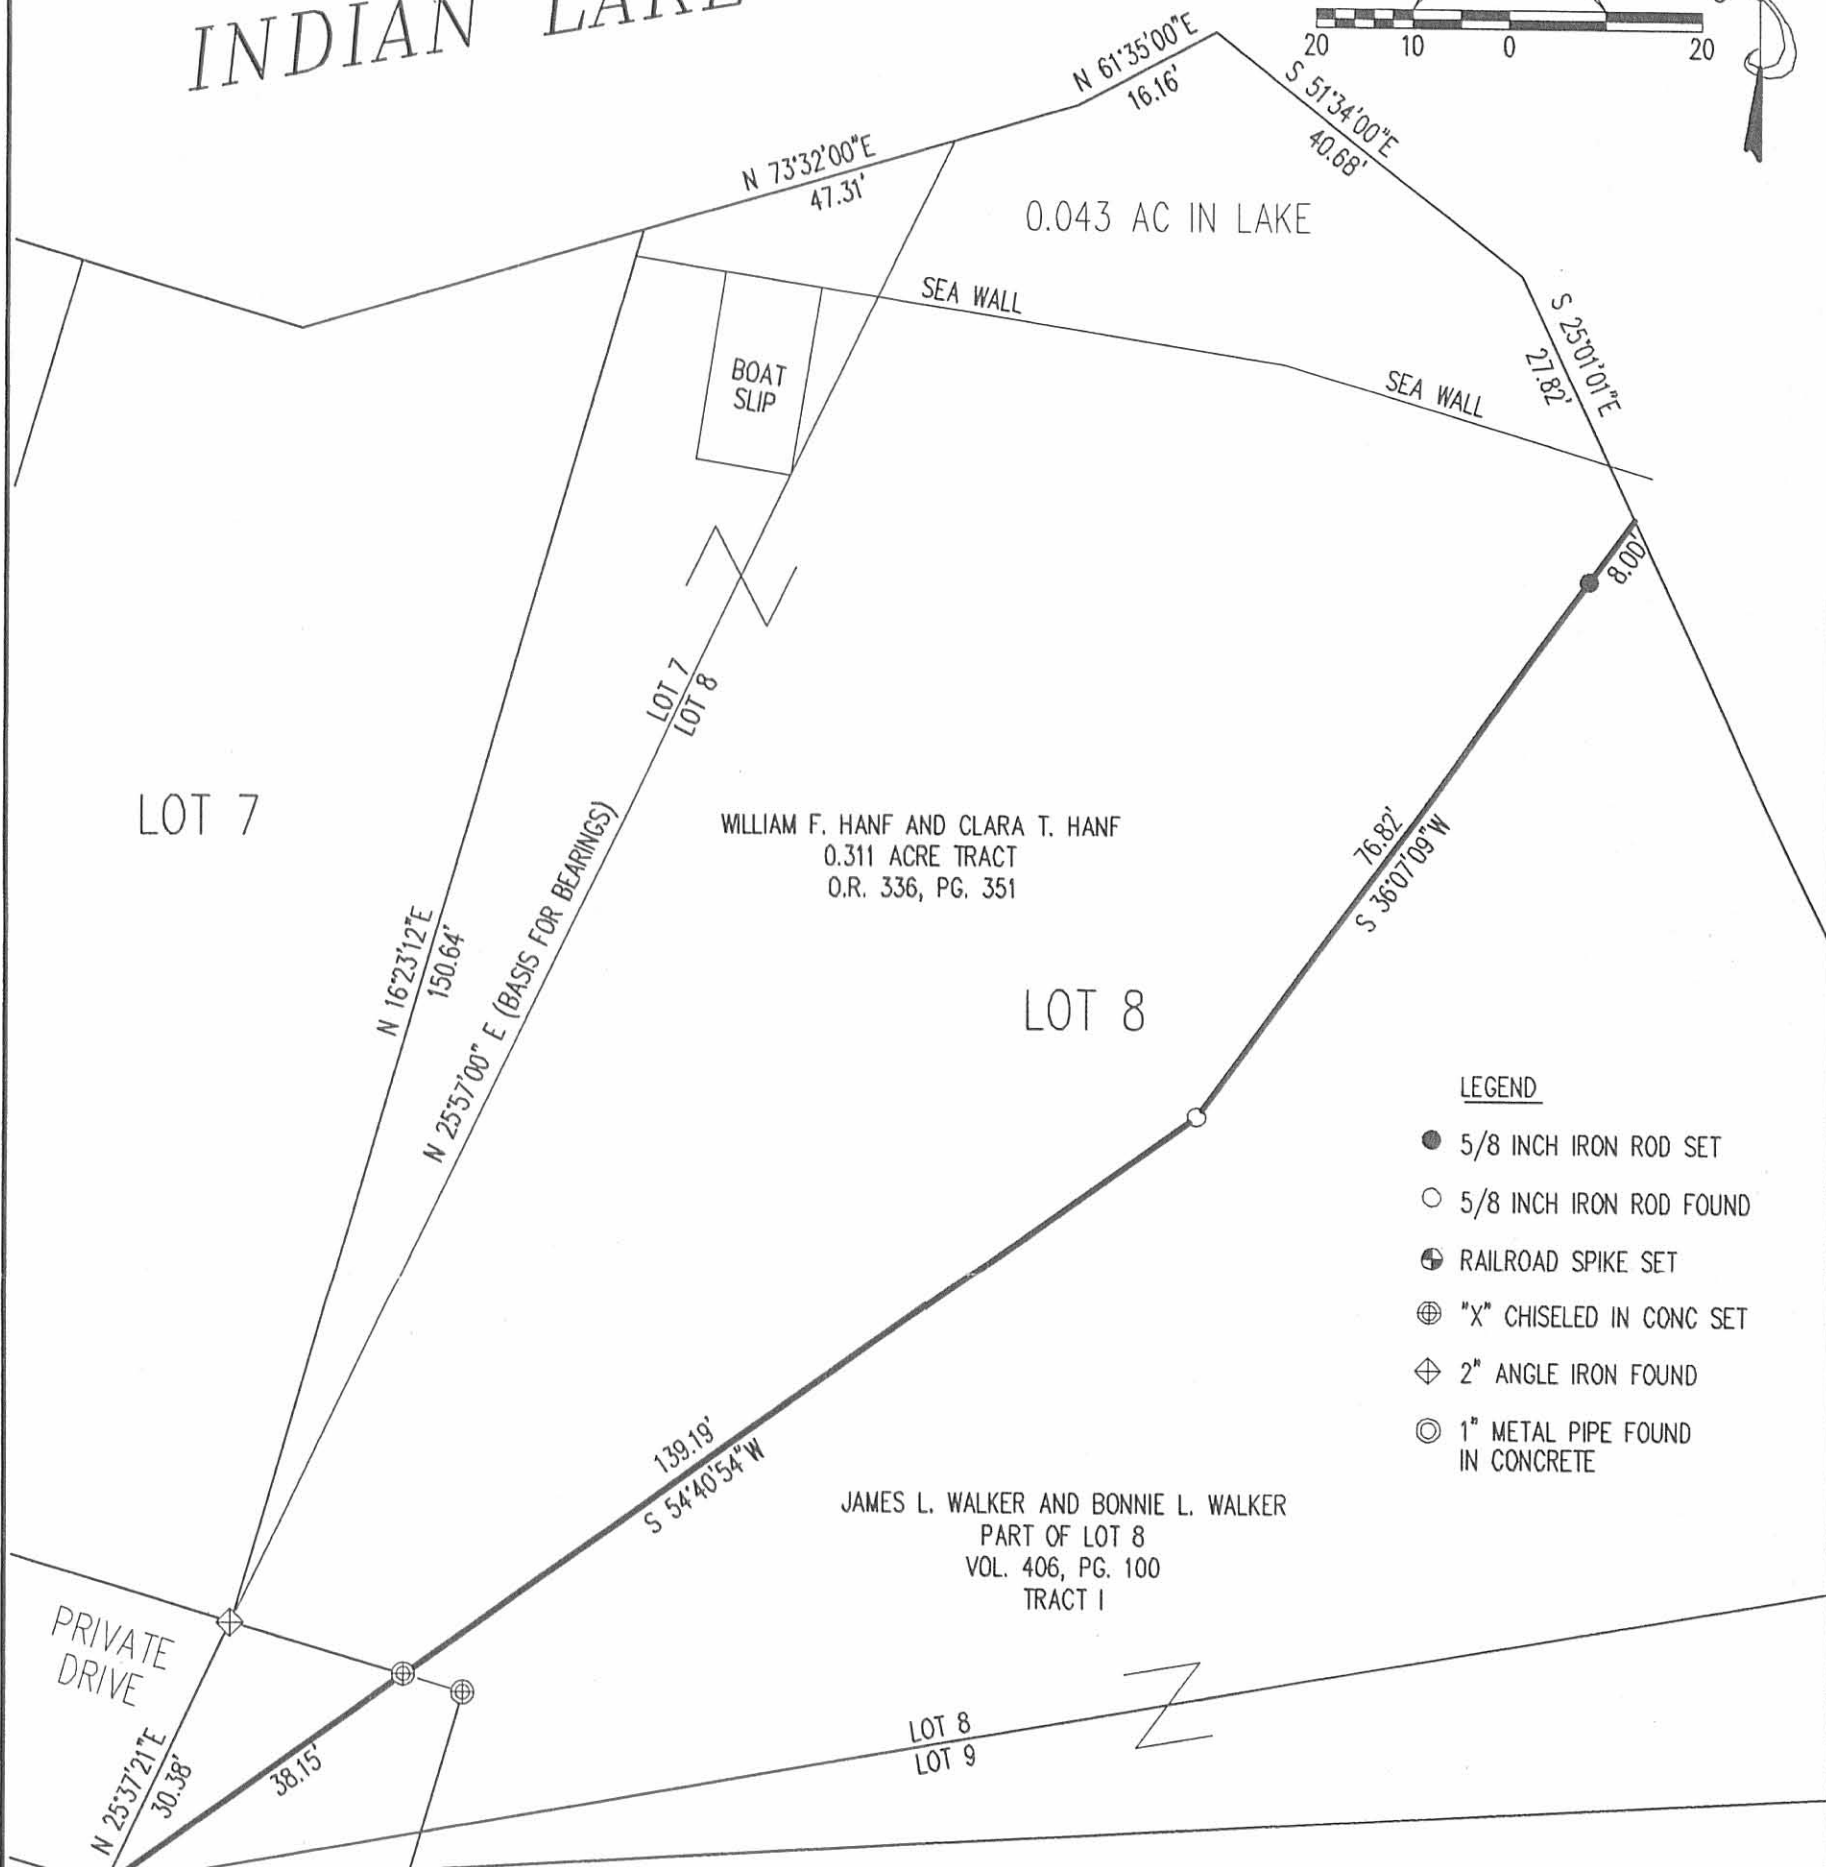 INDIAN LAKE
20 10 0 20
N 61°35'00"E
16.16'
S 51°34'00"E
40.68'
N 73°32'00"E
47.31'
0.043 AC IN LAKE
SEA WALL
S 25°01'01"E
27.82'
BOAT
SLIP
SEA WALL
8.00'
LOT 7
LOT 8
LOT 7
WILLIAM F. HANF AND CLARA T. HANF
0.311 ACRE TRACT
O.R. 336, PG. 351
76.82'
S 36°07'09"W
N 16°23'12"E
150.64'
N 25°57'00" E (BASIS FOR BEARINGS)
LOT 8
LEGEND
5/8 INCH IRON ROD SET
5/8 INCH IRON ROD FOUND
RAILROAD SPIKE SET
"X" CHISELED IN CONC SET
2" ANGLE IRON FOUND
1" METAL PIPE FOUND
IN CONCRETE
139.19'
S 54°40'54"W
JAMES L. WALKER AND BONNIE L. WALKER
PART OF LOT 8
VOL. 406, PG. 100
TRACT I
PRIVATE
DRIVE
N 25°37'21"E
30.38'
38.15'
LOT 8
LOT 9